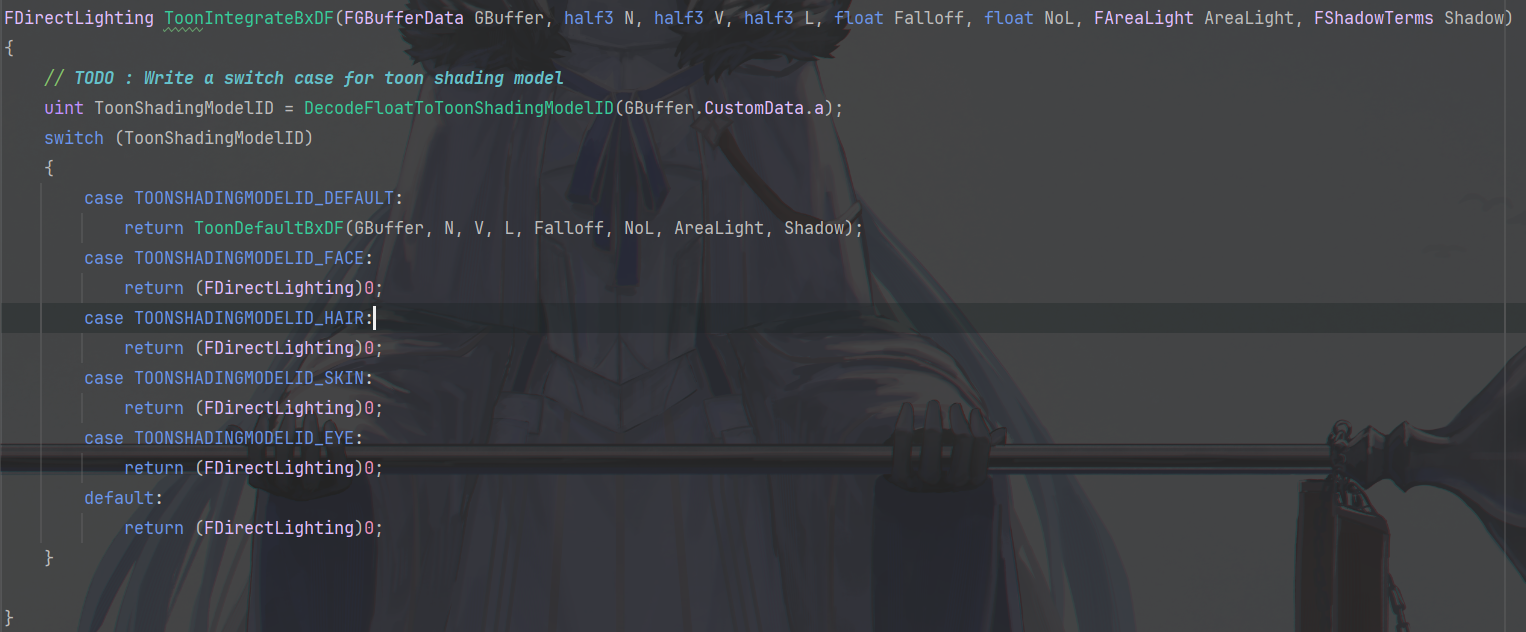 FDirectLighting ToonIntegrateBxDF(FGBufferData GBuffer, half3 N, half3 V, half3 L, float Falloff, float NoL, FAreaLight AreaLight, FShadowTerms Shadow)
{
// TODO : Write a switch case for toon shading model
uint ToonShadingModelID = DecodeFloatToToonShadingModelID(GBuffer.CustomData.a);
switch (ToonShadingModelID)
{
case TOONSHADINGMODELID_DEFAULT:
return ToonDefaultBxDF(GBuffer, N, V, L, Falloff, NoL, AreaLight, Shadow);
case TOONSHADINGMODELID_FACE:
return (FDirectLighting)0;
case TOONSHADINGMODELID_HAIR:
return (FDirectLighting)0;
case TOONSHADINGMODELID_SKIN:
return (FDirectLighting)0;
case TOONSHADINGMODELID_EYE:
return (FDirectLighting)0;
default:
return (FDirectLighting)0;
}
}